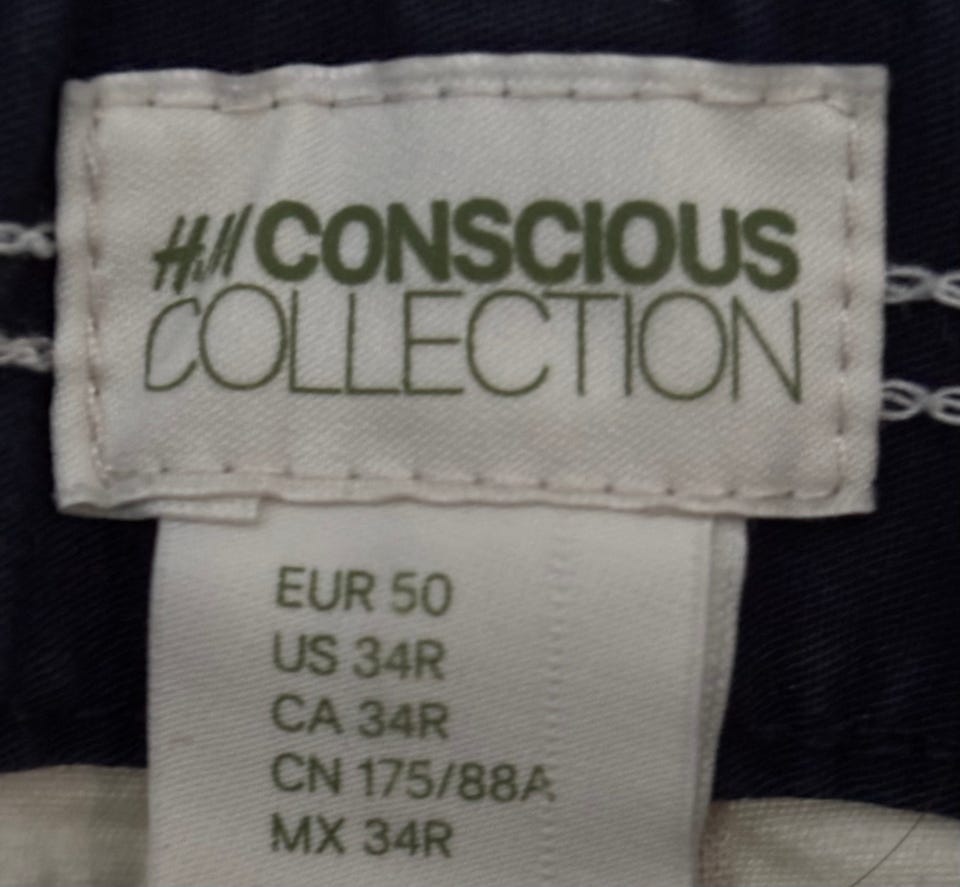 H&M CONSCIOUS
COLLECTION
EUR 50
US 34R
CA 34R
CN 175/88A
MX 34R